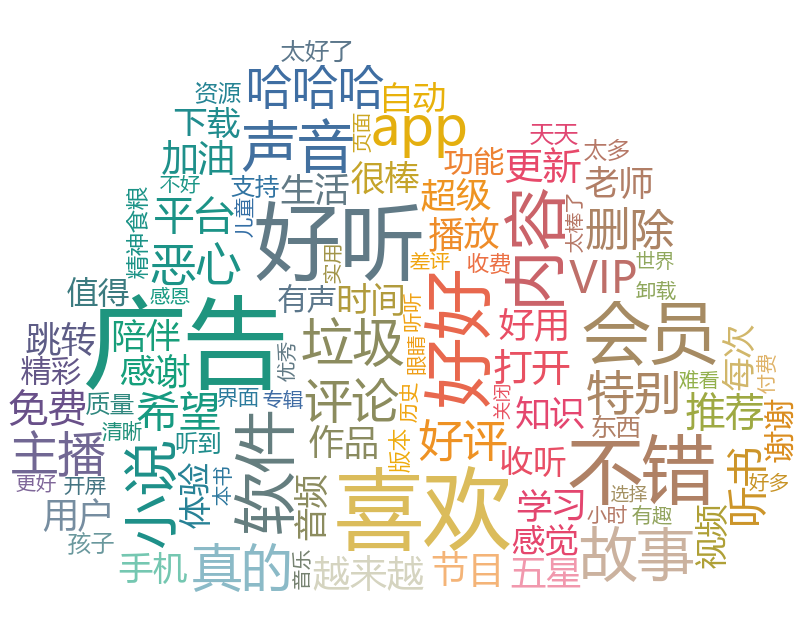 太好了
哈哈哈
资源
自动
下载
声音
页面
app
天天
加油
功能
更新
太多
不好
支持
生活
很棒
老师
精神食粮
平台
儿童
好听
超级
播放
内容
太棒了
删除
恶心
实用
差评
收费
VIP
世界
卸载
值得
感恩
有声
时间
好好
广告
跳转
陪伴
垃圾
听听
好用
会员
精彩
感谢
优秀
眼睛
打开
每次
免费
质量
希望
界面
专辑
评论
历史
关闭
知识
特别
难看
付费
推荐
主播
清晰
听到
作品
好评
东西
谢谢
更好
开屏
小说
体验
本书
软件
音频
版本
收听
不错
听书
好多
用户
喜欢
学习
选择
小时
有趣
视频
孩子
感觉
故事
手机
真的
音乐
越来越
节目
五星